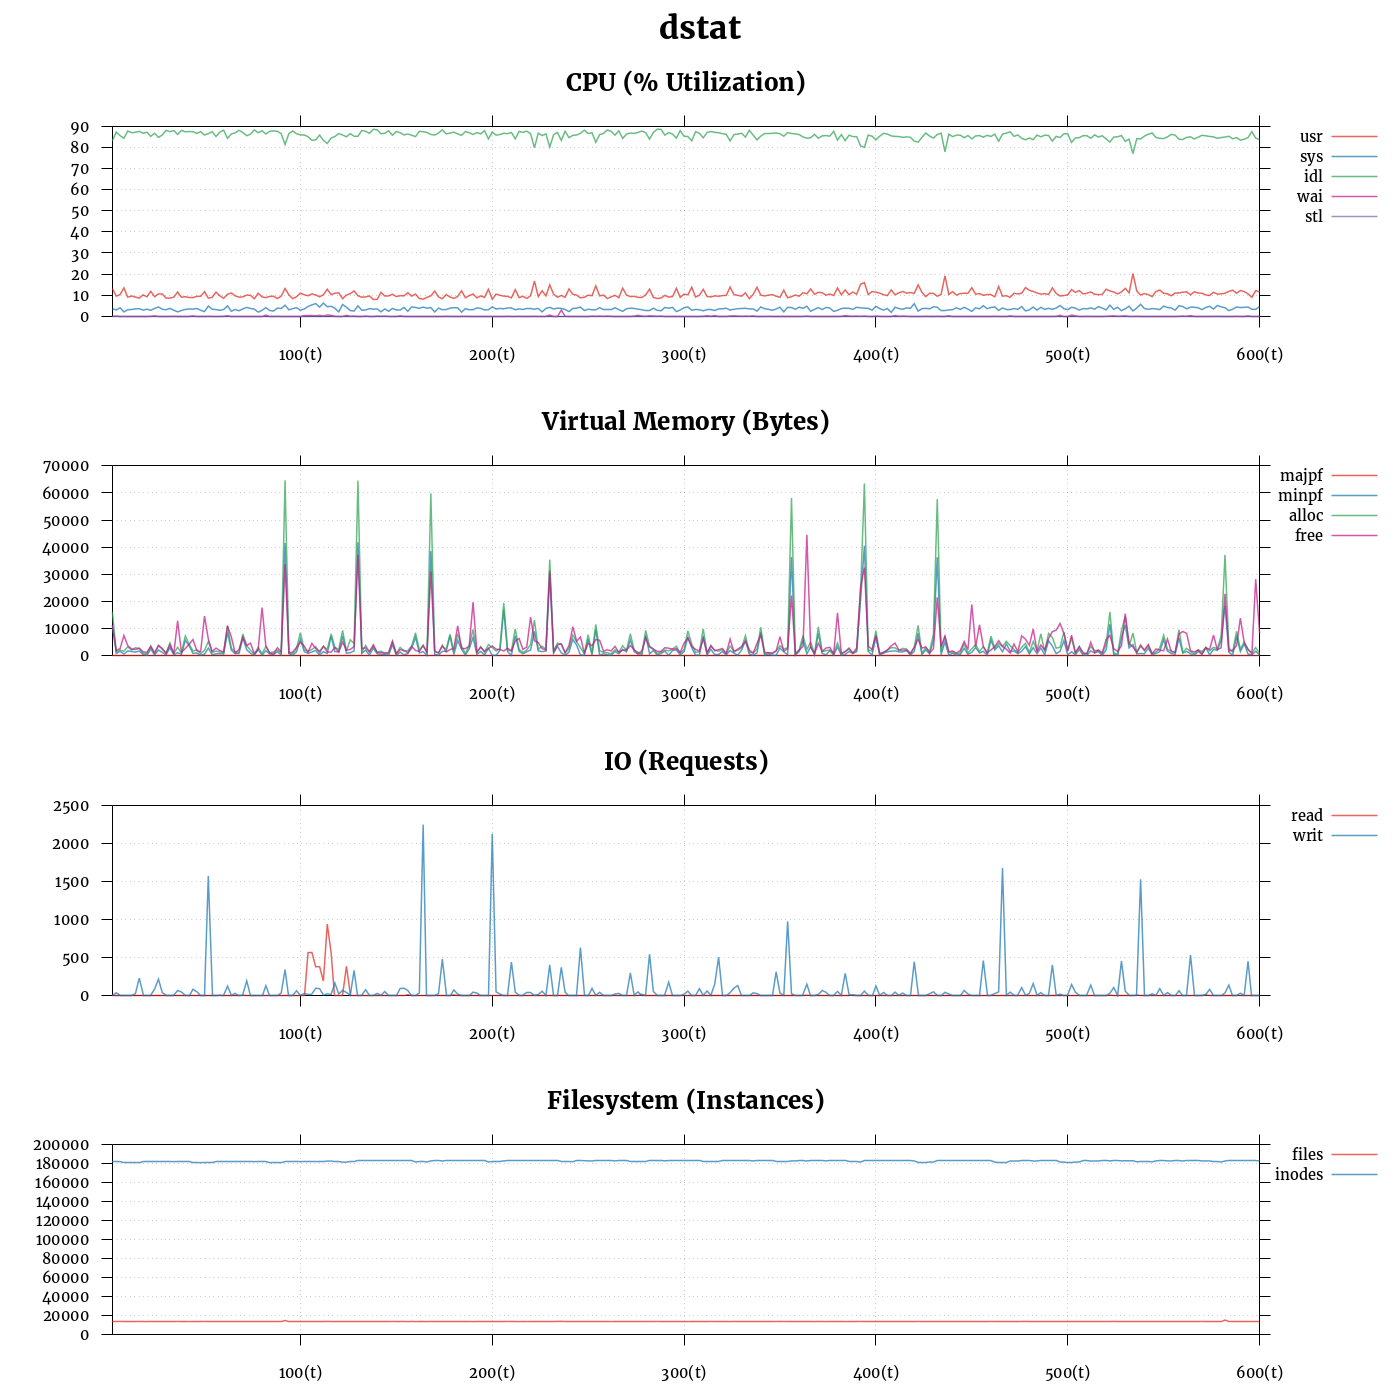 dstat
CPU (% Utilization)
90
80
70
60
50
40
30
20
10
0
usr
sys
idl
wai
stl
100(t) 200(t) 300(t) 400(t) 500(t) 600(t)
Virtual Memory (Bytes)
70000
60000
50000
40000
30000
20000
10000
0
majpf
minpf
alloc
free
100(t) 200(t) 300(t) 400(t) 500(t) 600(t)
IO (Requests)
2500
2000
1500
1000
500
0
read
writ
100(t) 200(t) 300(t) 400(t) 500(t) 600(t)
Filesystem (Instances)
200000
180000
160000
140000
120000
100000
80000
60000
40000
20000
0
files
inodes
100(t) 200(t) 300(t) 400(t) 500(t) 600(t)